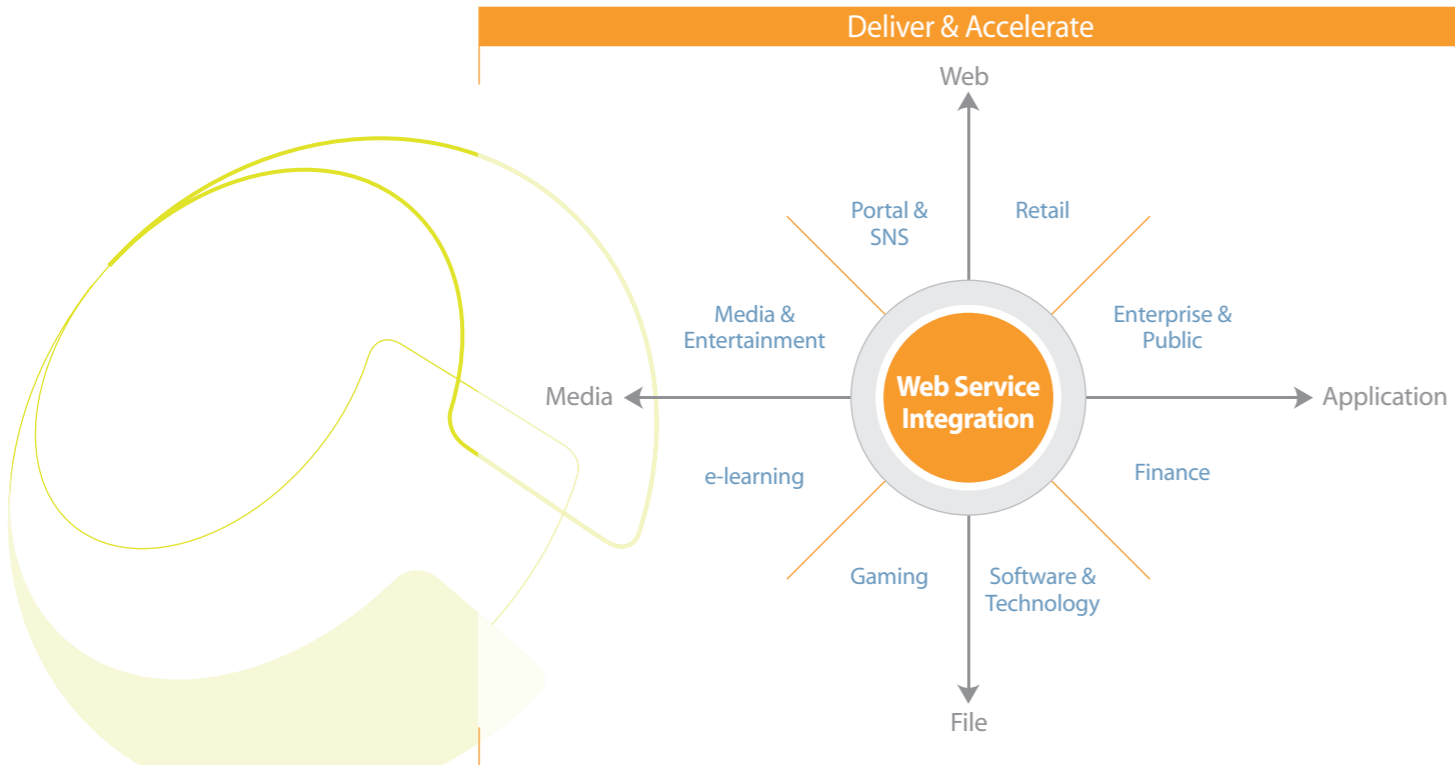 Deliver & Accelerate
Web
Portal &
SNS
Retail
Media &
Entertainment
Enterprise &
Public
Media
Web Service
Integration
Application
e-learning
Finance
Gaming
Software &
Technology
File